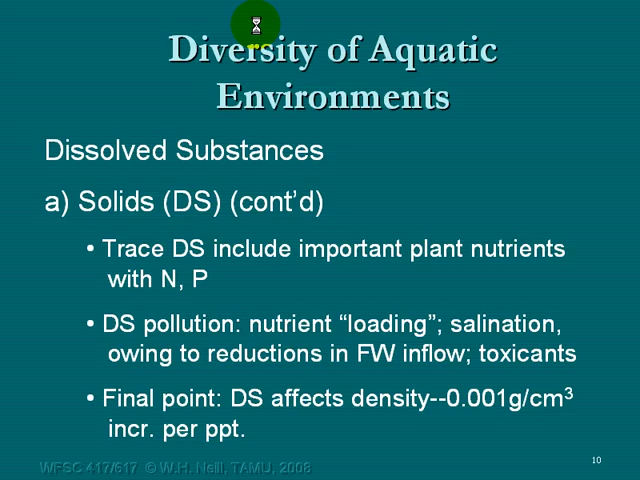 Diversity of Aquatic
Environments
Dissolved Substances
a) Solids (DS) (cont’d)
• Trace DS include important plant nutrients
with N, P
• DS pollution: nutrient “loading”; salination,
owing to reductions in FW inflow; toxicants
• Final point: DS affects density--0.001g/cm³
incr. per ppt.
WFSC 417/617 © W.H. Neill, TAMU, 2008
10